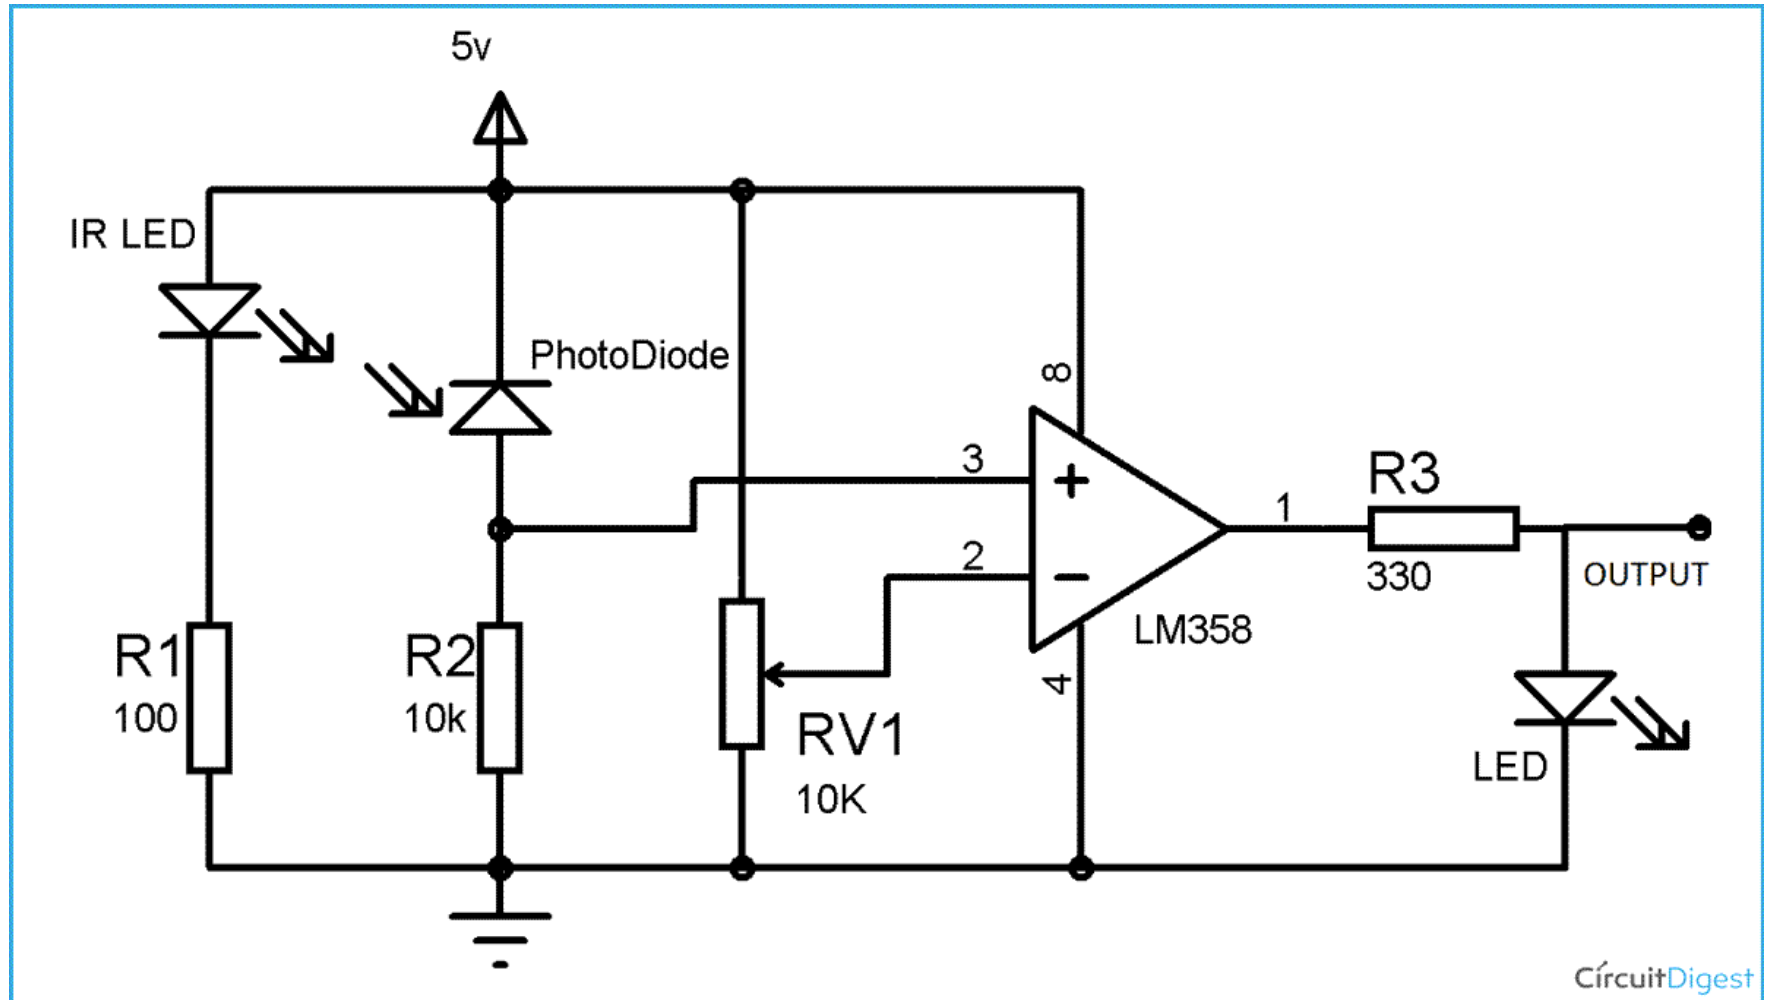 5v
IR LED
PhotoDiode
8
3
+
R3
1
2
330
OUTPUT
−
LM358
R1
100
R2
10k
4
RV1
10K
LED
CircuitDigest